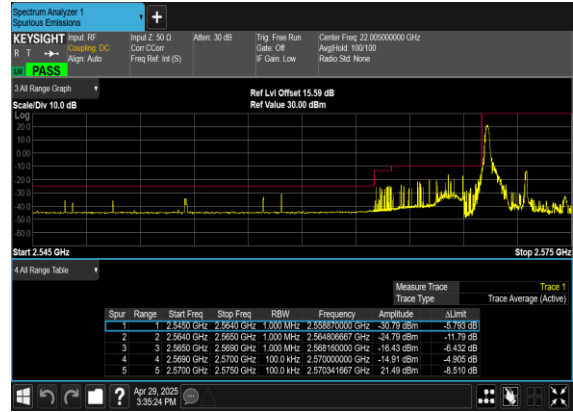 Spectrum Analyzer 1
Spurious Emissions
KEYSIGHT Input: RF Input Z: 50 Ω Atten: 30 dB Trig: Free Run Center Freq: 22.005000000 GHz
R T Coupling: DC Corr CCorr Gate: Off Avg|Hold: 100/100
Align: Auto Freq Ref: Int (S) IF Gain: Low Radio Std: None
PASS
3 All Range Graph
Ref Lvl Offset 15.59 dB
Scale/Div 10.0 dB Ref Value 30.00 dBm
Log
20.0
10.0
0.00
-10.0
-20.0
-30.0
-40.0
-50.0
-60.0
Start 2.545 GHz Stop 2.575 GHz
4 All Range Table
Measure Trace Trace 1
Trace Type Trace Average (Active)
Spur Range Start Freq Stop Freq RBW Frequency Amplitude ΔLimit
1 1 2.5450 GHz 2.5640 GHz 1.000 MHz 2.558870000 GHz -30.79 dBm -5.793 dB
2 2 2.5640 GHz 2.5650 GHz 1.000 MHz 2.564806667 GHz -24.79 dBm -11.79 dB
3 3 2.5650 GHz 2.5690 GHz 1.000 MHz 2.568160000 GHz -16.43 dBm -6.432 dB
4 4 2.5690 GHz 2.5700 GHz 100.0 kHz 2.570000000 GHz -14.91 dBm -4.905 dB
5 5 2.5700 GHz 2.5750 GHz 100.0 kHz 2.570341667 GHz 21.49 dBm -8.510 dB
?
Apr 29, 2025
3:35:24 PM